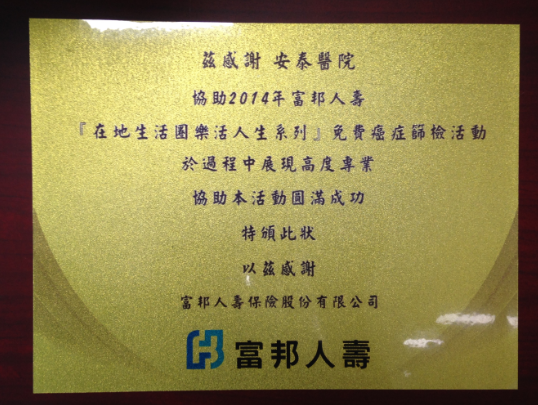 茲感謝 安泰醫院
協助2014年富邦人壽
『在地生活圈樂活人生系列』免費癌症篩檢活動
於過程中展現高度專業
協助本活動圓滿成功
特頒此狀
以茲感謝
富邦人壽保險股份有限公司
富邦人壽